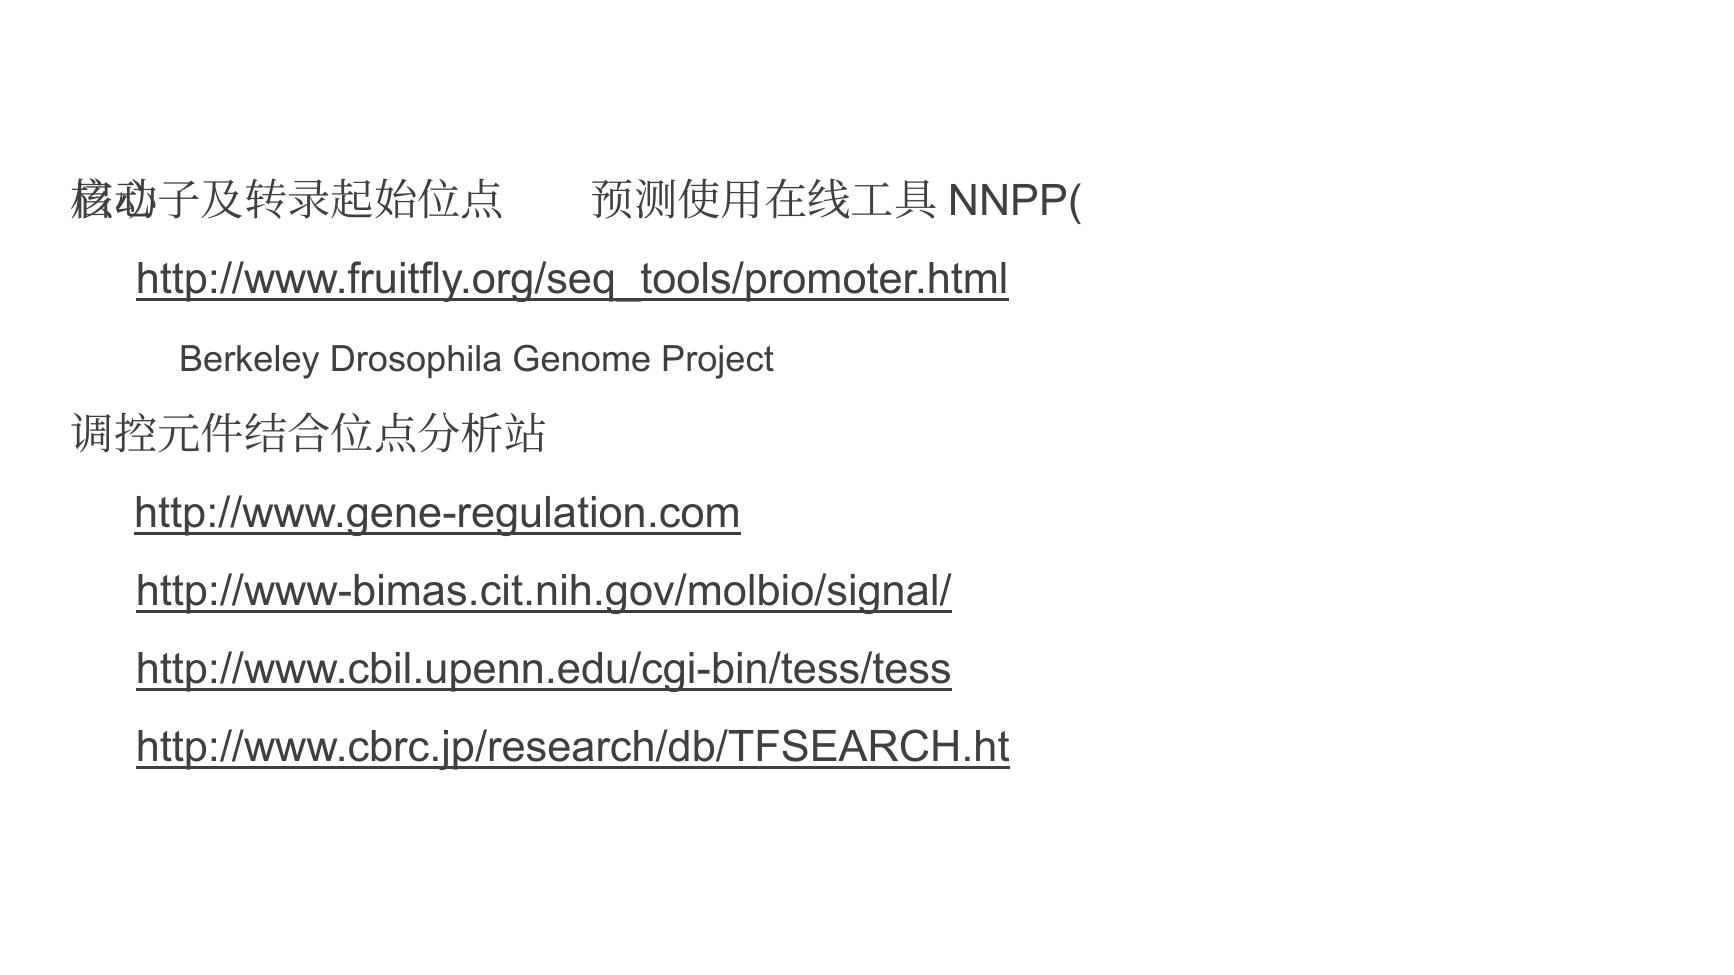 子及转录起始位点 预测使用在线工具 NNPP(
http://www.fruitfly.org/seq_tools/promoter.html
Berkeley Drosophila Genome Project
调控元件结合位点分析站
http://www.gene-regulation.com
http://www-bimas.cit.nih.gov/molbio/signal/
http://www.cbil.upenn.edu/cgi-bin/tess/tess
http://www.cbrc.jp/research/db/TFSEARCH.ht